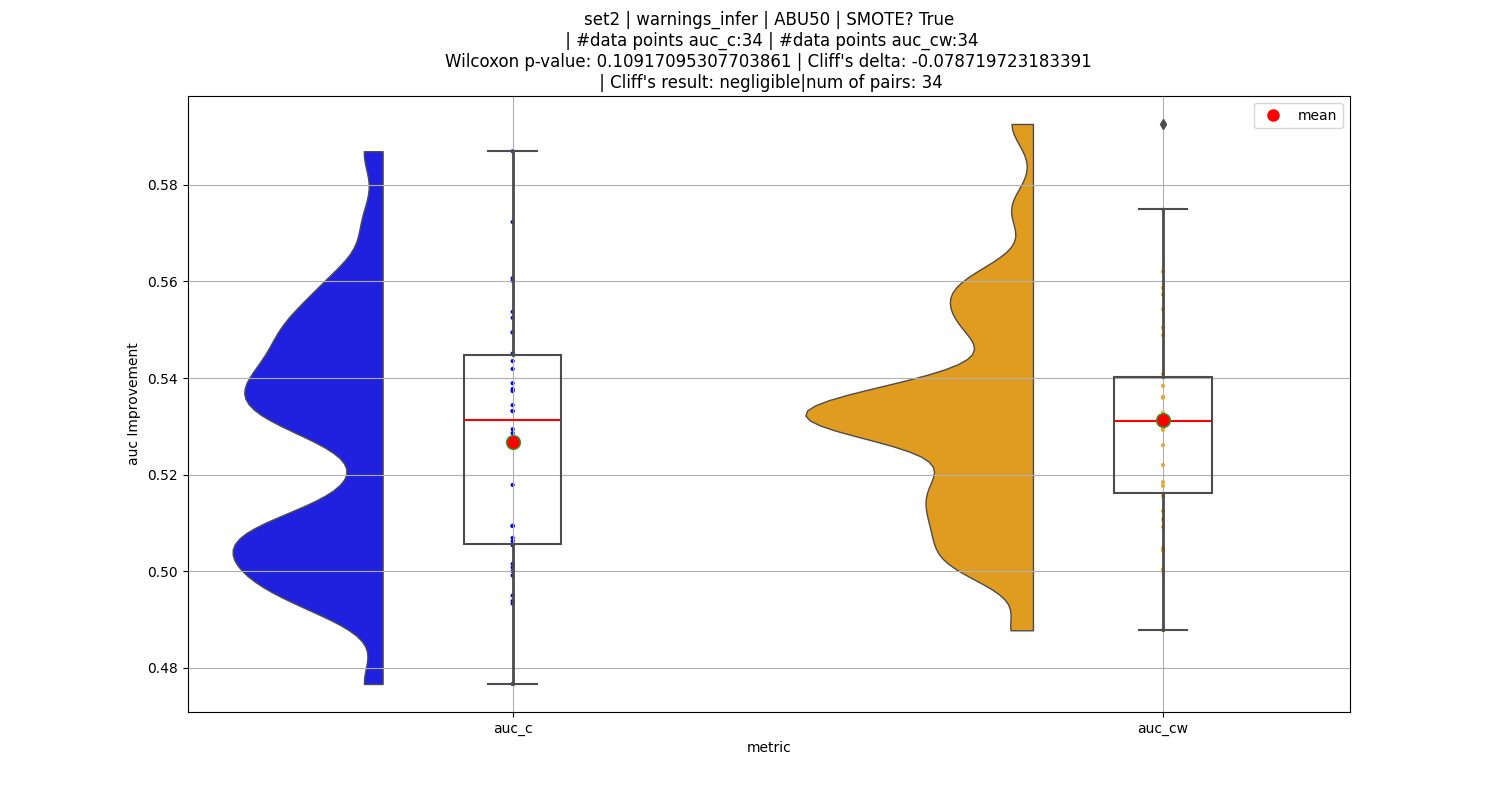 set2 | warnings_infer | ABU50 | SMOTE? True
| #data points auc_c:34 | #data points auc_cw:34
Wilcoxon p-value: 0.10917095307703861 | Cliff's delta: -0.078719723183391
| Cliff's result: negligible|num of pairs: 34
mean
0.58
0.56
0.54
0.52
0.50
0.48
auc Improvement
auc_c
auc_cw
metric